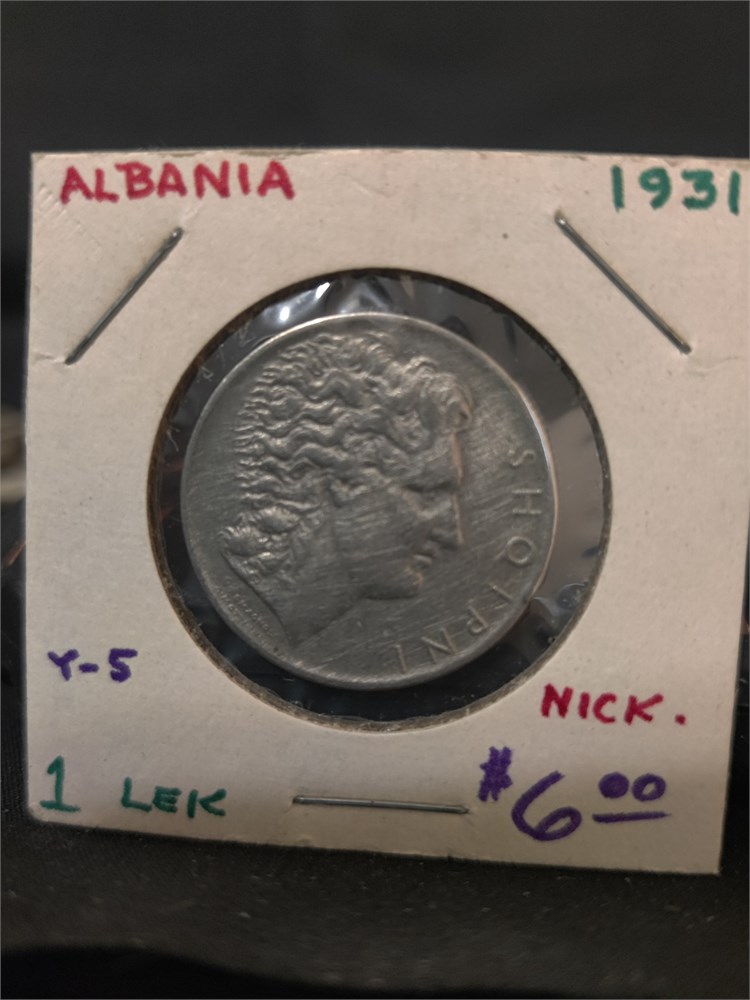 ALBANIA
1931
SHQIPNI
Y-5
NICK.
1 LEK
$6.00